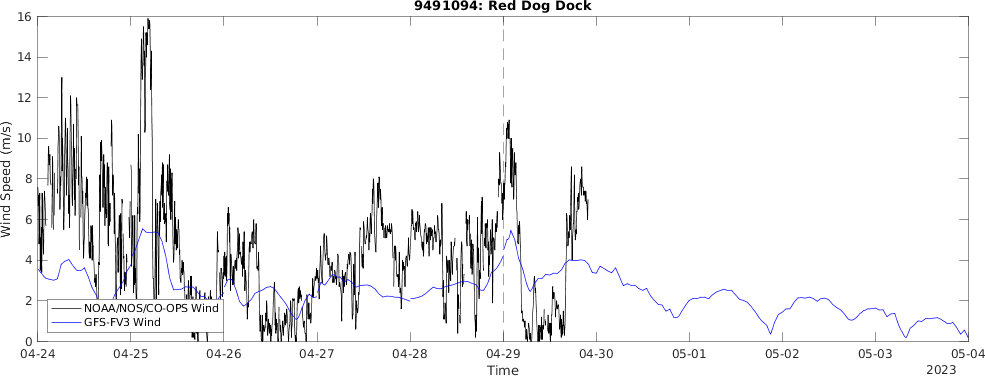 9491094: Red Dog Dock
16
14
12
10
8
6
4
2
0
Wind Speed (m/s)
NOAA/NOS/CO-OPS Wind
GFS-FV3 Wind
04-24 04-25 04-26 04-27 04-28 04-29 04-30 05-01 05-02 05-03 05-04
Time
2023